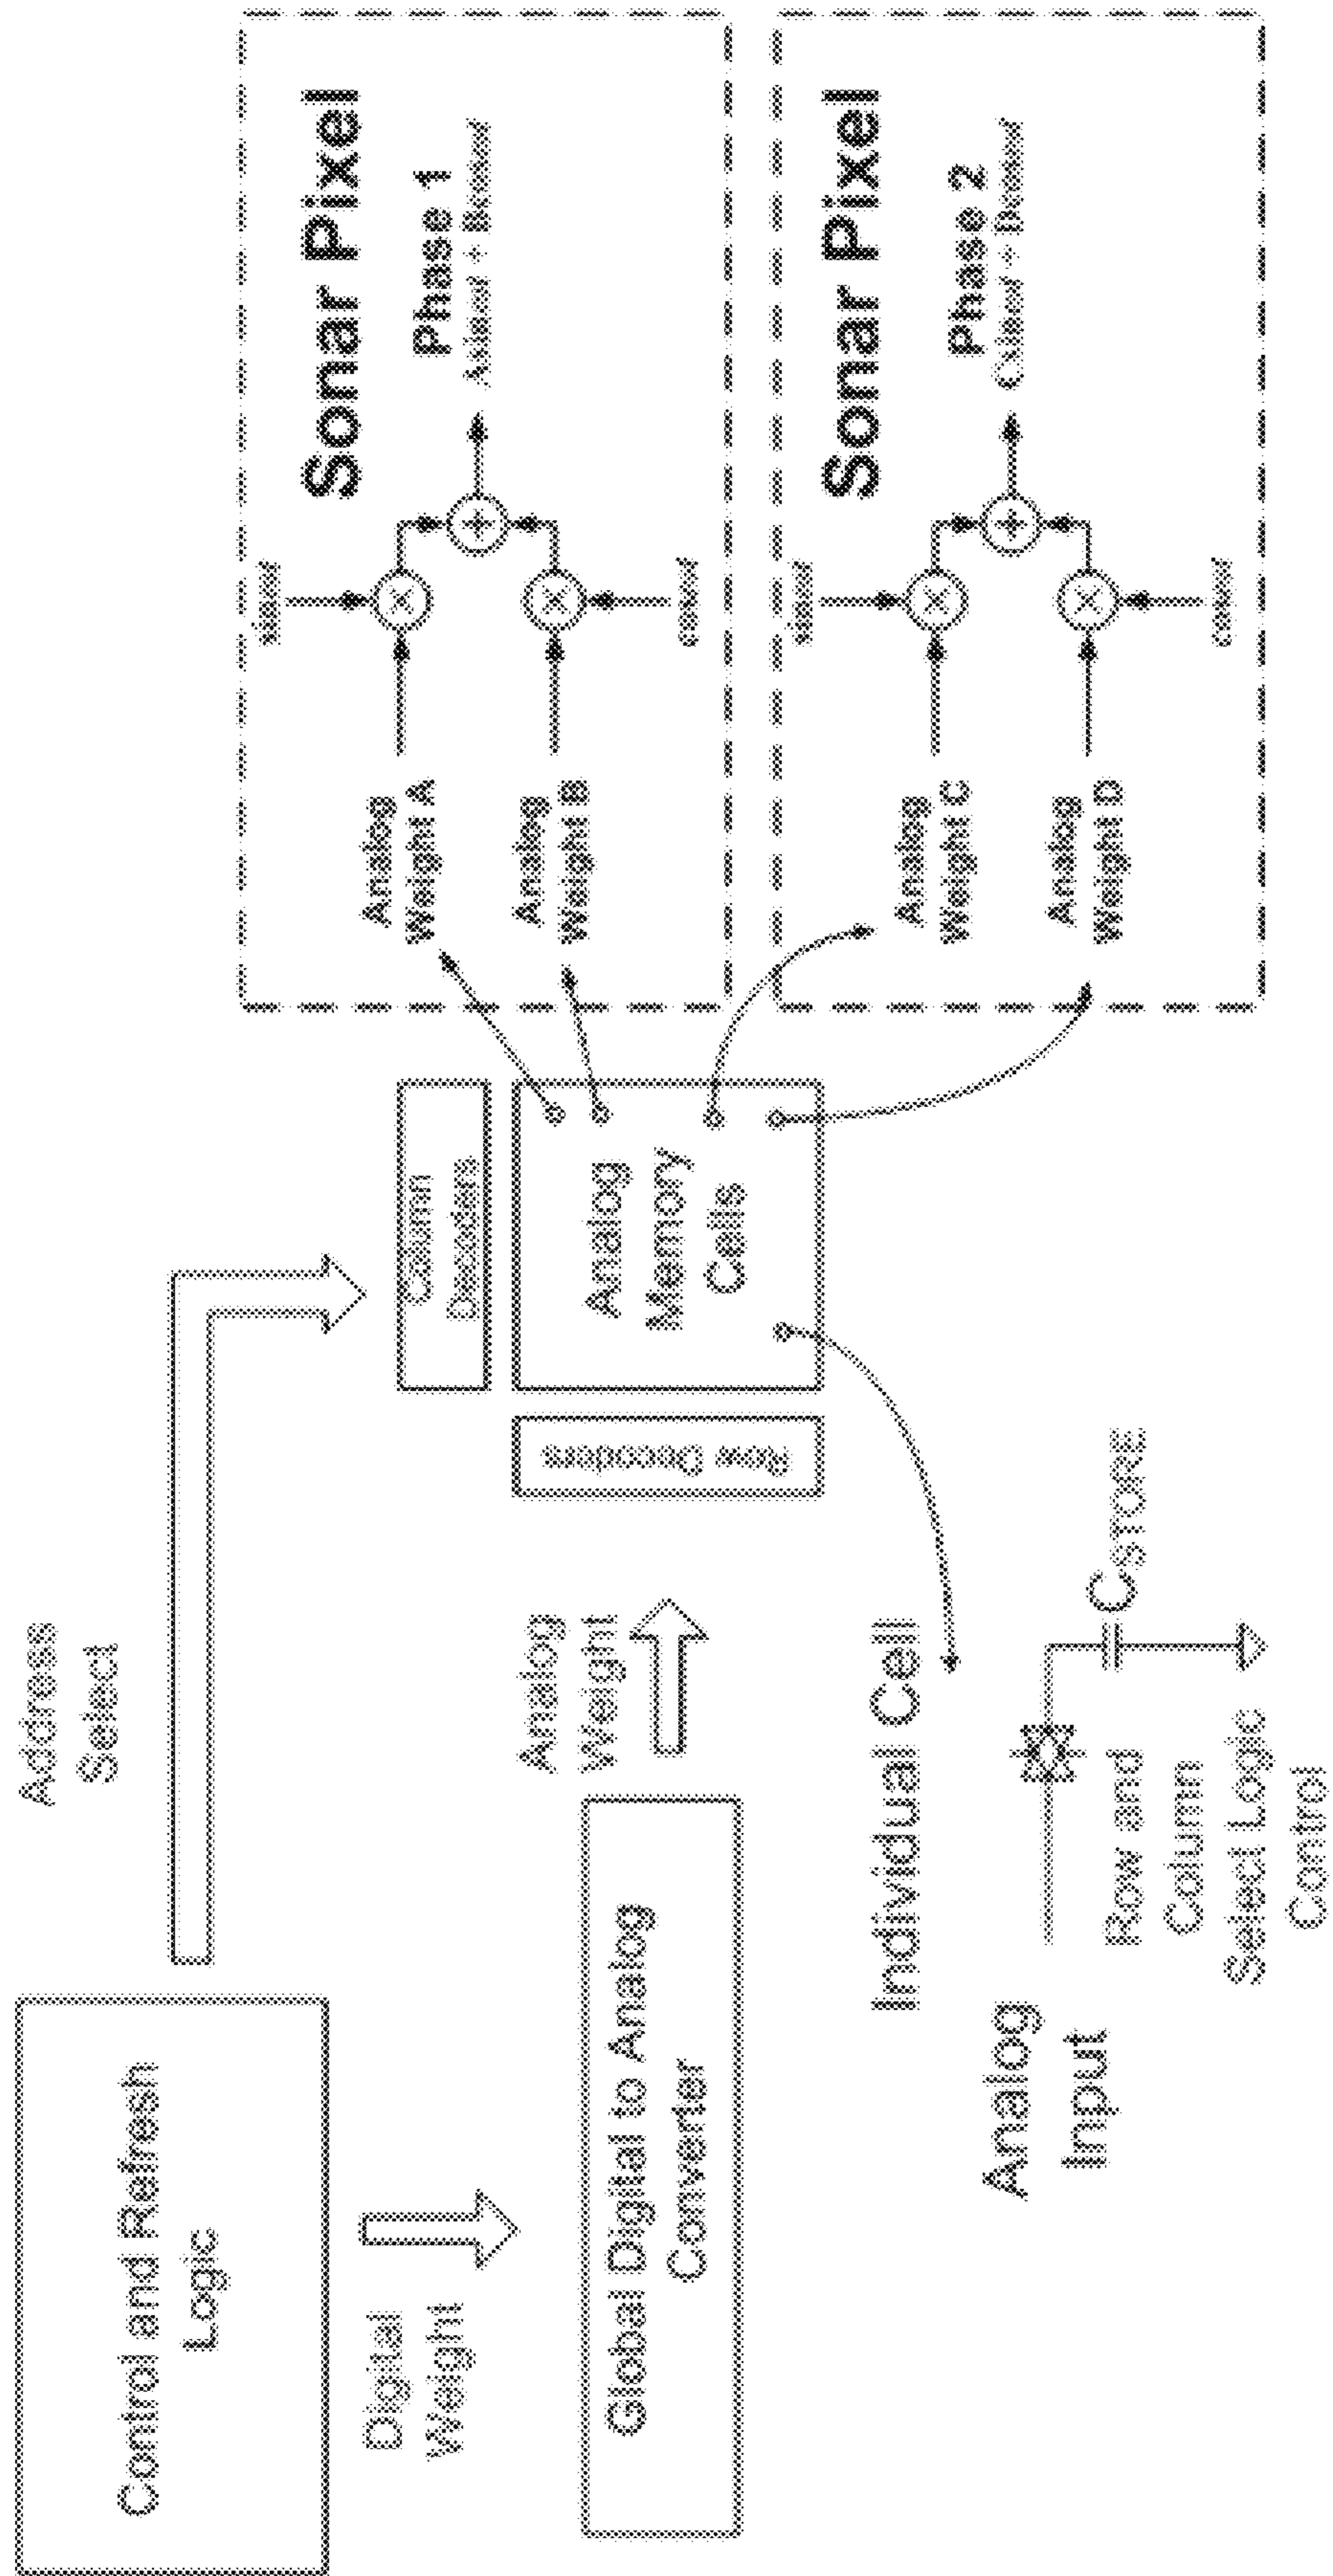 Control and Refresh
Logic
Address
Select
Digital
Weight
Global Digital to Analog
Converter
Analog
Weight
Column
Decoders
Row Decoders
Analog
Memory
Cells
Individual Cell
Analog
Input
Row and
Column
Select Logic
Control
CSTORE
Sonar Pixel
Analog
Weight A
Analog
Weight B
Phase 1
Sonar Pixel
Analog
Weight C
Analog
Weight D
Phase 2